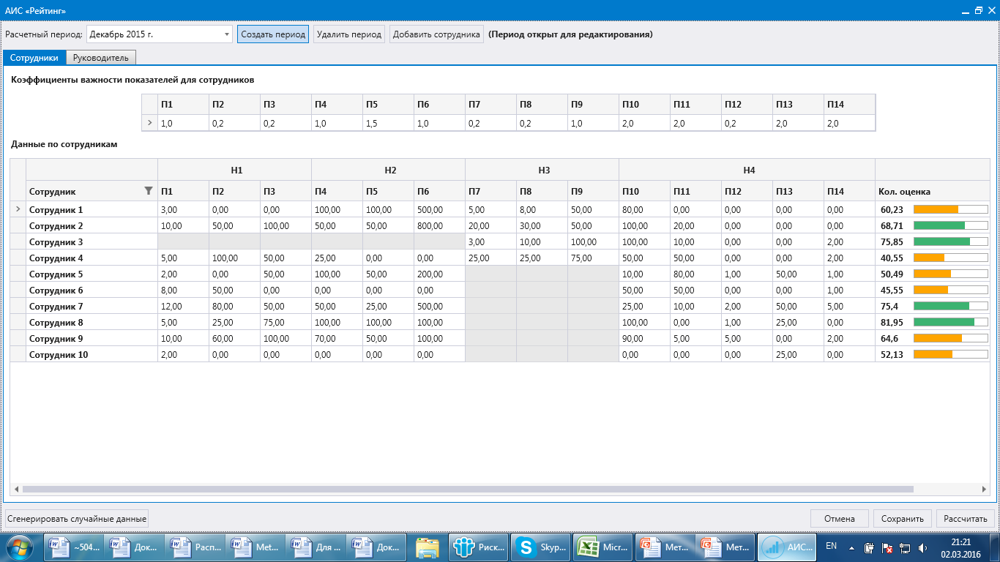 АИС «Рейтинг»
Расчетный период: Декабрь 2015 г. Создать период Удалить период Добавить сотрудника (Период открыт для редактирования)
Сотрудники Руководитель
Коэффициенты важности показателей для сотрудников
П1 П2 П3 П4 П5 П6 П7 П8 П9 П10 П11 П12 П13 П14
1,0 0,2 0,2 1,0 1,5 1,0 0,2 0,2 1,0 2,0 2,0 0,2 2,0 2,0
Данные по сотрудникам
Н1 Н2 Н3 Н4
Сотрудник П1 П2 П3 П4 П5 П6 П7 П8 П9 П10 П11 П12 П13 П14 Кол. оценка
Сотрудник 1 3,00 0,00 0,00 100,00 100,00 500,00 5,00 8,00 50,00 80,00 0,00 0,00 0,00 0,00 60,23
Сотрудник 2 10,00 50,00 100,00 50,00 50,00 800,00 20,00 30,00 50,00 100,00 20,00 0,00 0,00 0,00 68,71
Сотрудник 3 3,00 10,00 100,00 100,00 10,00 0,00 0,00 2,00 75,85
Сотрудник 4 5,00 100,00 50,00 25,00 0,00 0,00 25,00 25,00 75,00 50,00 50,00 0,00 0,00 2,00 40,55
Сотрудник 5 2,00 0,00 50,00 100,00 50,00 200,00 10,00 80,00 1,00 50,00 1,00 50,49
Сотрудник 6 8,00 50,00 0,00 0,00 0,00 0,00 50,00 50,00 0,00 0,00 1,00 45,55
Сотрудник 7 12,00 80,00 50,00 50,00 25,00 500,00 25,00 10,00 2,00 50,00 5,00 75,4
Сотрудник 8 5,00 25,00 75,00 100,00 100,00 100,00 100,00 0,00 1,00 25,00 0,00 81,95
Сотрудник 9 10,00 60,00 100,00 70,00 50,00 100,00 90,00 5,00 5,00 0,00 2,00 64,6
Сотрудник 10 2,00 0,00 0,00 0,00 0,00 0,00 0,00 0,00 0,00 25,00 0,00 52,13
Сгенерировать случайные данные Отмена Сохранить Рассчитать
~504... Док... Расп... Met... Для ... Док... Риск... Skyp... Micr... Мет... Мет... АИС... EN 21:21
02.03.2016